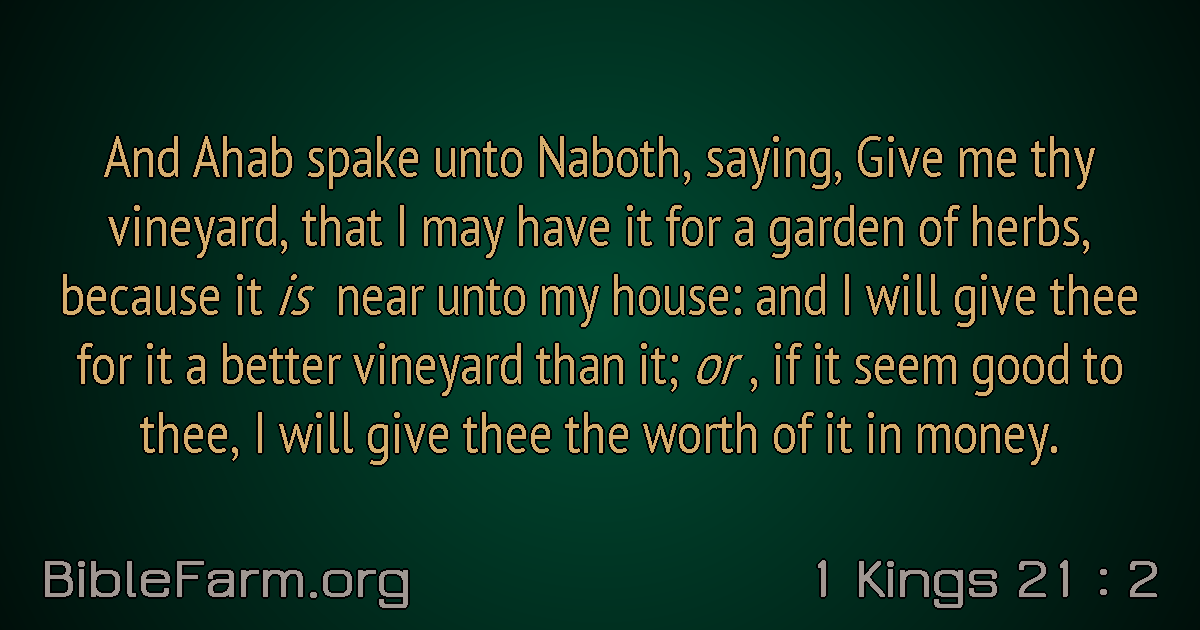 And Ahab spake unto Naboth, saying, Give me thy
vineyard, that I may have it for a garden of herbs,
because it is near unto my house: and I will give thee
for it a better vineyard than it; or , if it seem good to
thee, I will give thee the worth of it in money.
BibleFarm.org
1 Kings 21 : 2